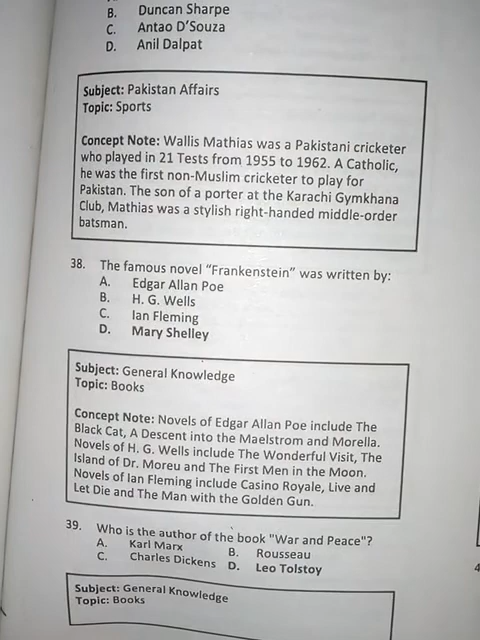 B. Duncan Sharpe
C. Antao D'Souza
D. Anil Dalpat
Subject: Pakistan Affairs
Topic: Sports
Concept Note: Wallis Mathias was a Pakistani cricketer
who played in 21 Tests from 1955 to 1962. A Catholic,
he was the first non-Muslim cricketer to play for
Pakistan. The son of a porter at the Karachi Gymkhana
Club, Mathias was a stylish right-handed middle-order
batsman.
38. The famous novel "Frankenstein" was written by:
A. Edgar Allan Poe
B. H. G. Wells
C. Ian Fleming
D. Mary Shelley
Subject: General Knowledge
Topic: Books
Concept Note: Novels of Edgar Allan Poe include The
Black Cat, A Descent into the Maelstrom and Morella.
Novels of H. G. Wells include The Wonderful Visit, The
Island of Dr. Moreu and The First Men in the Moon.
Novels of Ian Fleming include Casino Royale, Live and
Let Die and The Man with the Golden Gun.
39. Who is the author of the book "War and Peace"?
A. Karl Marx B. Rousseau
C. Charles Dickens D. Leo Tolstoy
Subject: General Knowledge
Topic: Books
4